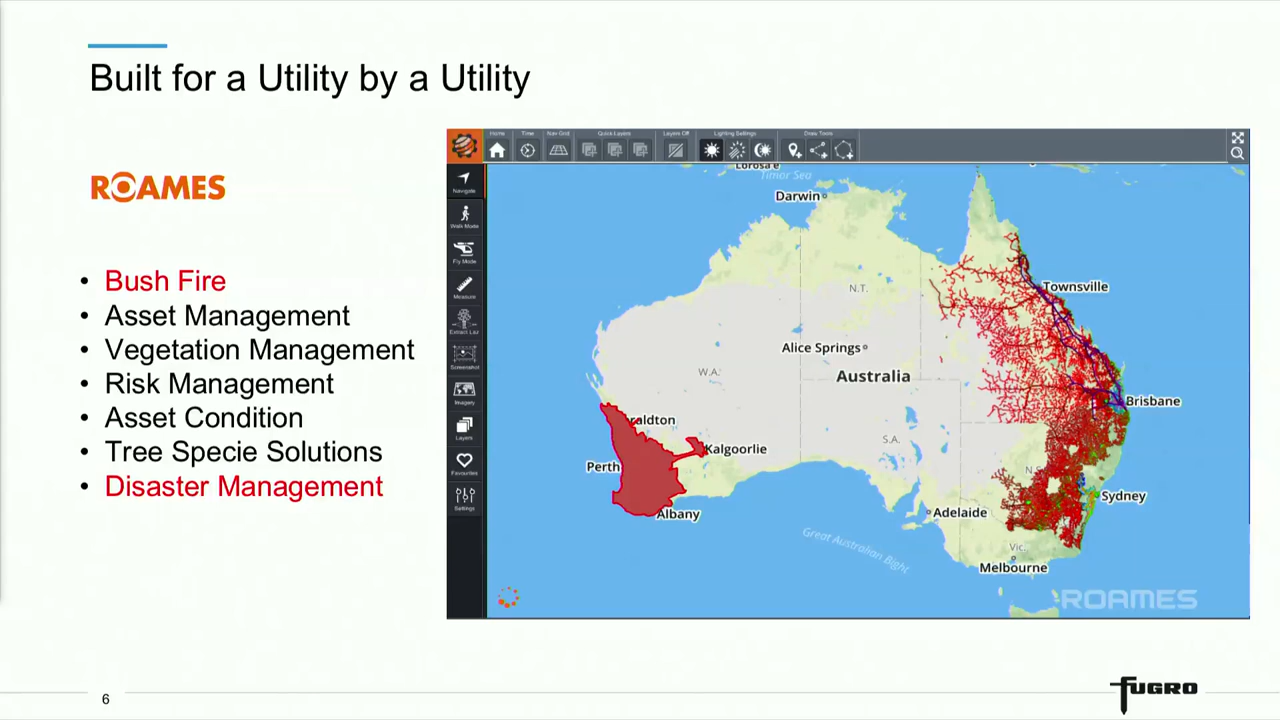 Built for a Utility by a Utility
ROAMES
• Bush Fire
• Asset Management
• Vegetation Management
• Risk Management
• Asset Condition
• Tree Specie Solutions
• Disaster Management
Home Time Nav Grid Quick Layers Layers Off Lighting Settings Draw Tools
Navigate
Walk Mode
Fly Mode
Measure
Screenshot
Imagery
Layers
Favourites
Settings
Timor Sea
Darwin
N.T.
Townsville
Alice Springs
W.A.
Australia
Brisbane
raldton
S.A.
Kalgoorlie
Perth
Sydney
Albany
Adelaide
Great Australian Bight
Vic.
Melbourne
ROAMES
6
FUGRO